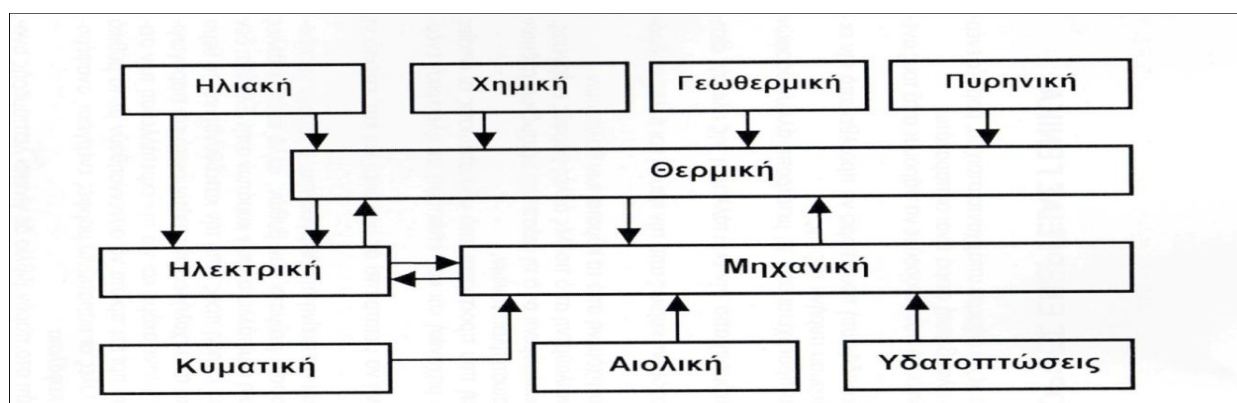 Ηλιακή
Χημική
Γεωθερμική
Πυρηνική
Θερμική
Ηλεκτρική
Μηχανική
Κυματική
Αιολική
Υδατοπτώσεις